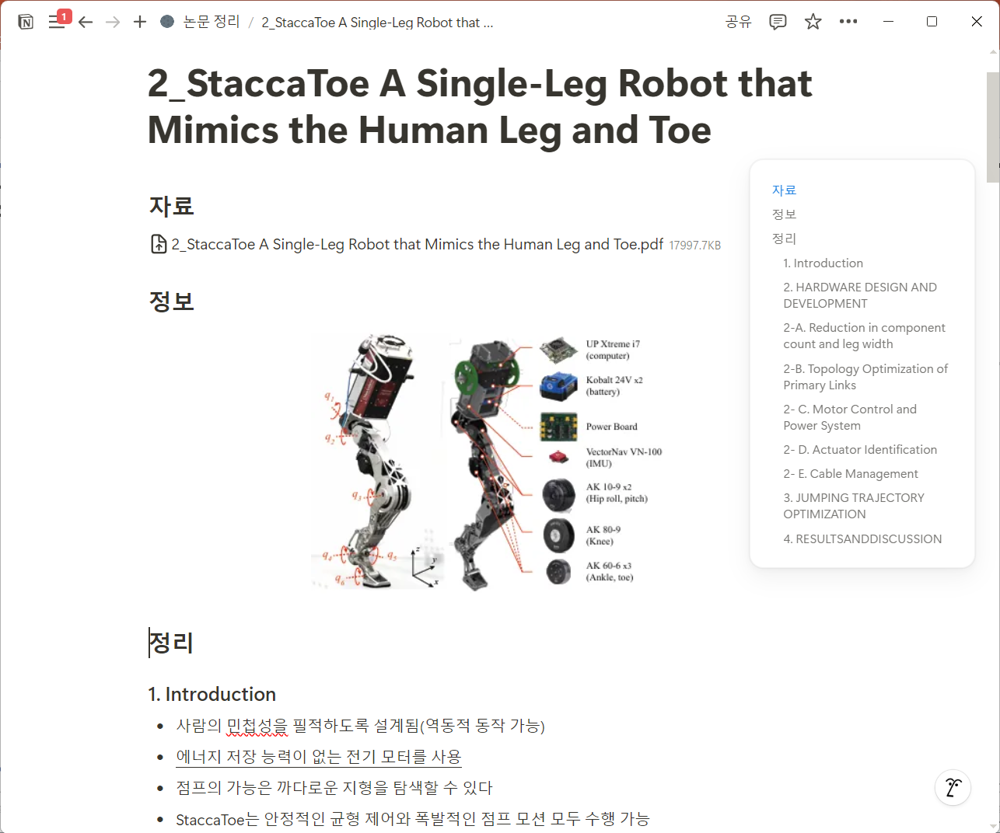 1
논문 정리 / 2_StaccaToe A Single-Leg Robot that ...
공유
2_StaccaToe A Single-Leg Robot that
Mimics the Human Leg and Toe
자료
2_StaccaToe A Single-Leg Robot that Mimics the Human Leg and Toe.pdf 17997.7KB
정보
q1
q2
q3
q4
q5
q6
z
y
x
UP Xtreme i7
(computer)
Kobalt 24V x2
(battery)
Power Board
VectorNav VN-100
(IMU)
AK 10-9 x2
(Hip roll, pitch)
AK 80-9
(Knee)
AK 60-6 x3
(Ankle, toe)
정리
1. Introduction
사람의 민첩성을 필적하도록 설계됨(역동적 동작 가능)
에너지 저장 능력이 없는 전기 모터를 사용
점프의 가능은 까다로운 지형을 탐색할 수 있다
StaccaToe는 안정적인 균형 제어와 폭발적인 점프 모션 모두 수행 가능
자료
정보
정리
1. Introduction
2. HARDWARE DESIGN AND
DEVELOPMENT
2-A. Reduction in component
count and leg width
2-B. Topology Optimization of
Primary Links
2- C. Motor Control and
Power System
2- D. Actuator Identification
2- E. Cable Management
3. JUMPING TRAJECTORY
OPTIMIZATION
4. RESULTSANDDISCUSSION